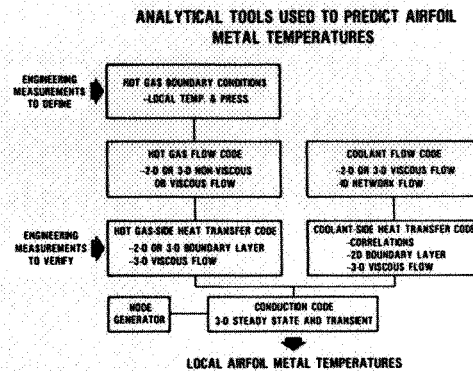 ANALYTICAL TOOLS USED TO PREDICT AIRFOIL
METAL TEMPERATURES
ENGINEERING
MEASUREMENTS
TO DEFINE
HOT GAS BOUNDARY CONDITIONS
-LOCAL TEMP. & PRESS
HOT GAS FLOW CODE
-2-D OR 3-D NON-VISCOUS
OR VISCOUS FLOW
COOLANT FLOW CODE
-2-D OR 3-D VISCOUS FLOW
-1D NETWORK FLOW
ENGINEERING
MEASUREMENTS
TO VERIFY
HOT GAS-SIDE HEAT TRANSFER CODE
-2-D OR 3-D BOUNDARY LAYER
-3-D VISCOUS FLOW
COOLANT-SIDE HEAT TRANSFER CODE
-CORRELATIONS
-2D BOUNDARY LAYER
-3-D VISCOUS FLOW
NODE
GENERATOR
CONDUCTION CODE
3-D STEADY STATE AND TRANSIENT
LOCAL AIRFOIL METAL TEMPERATURES